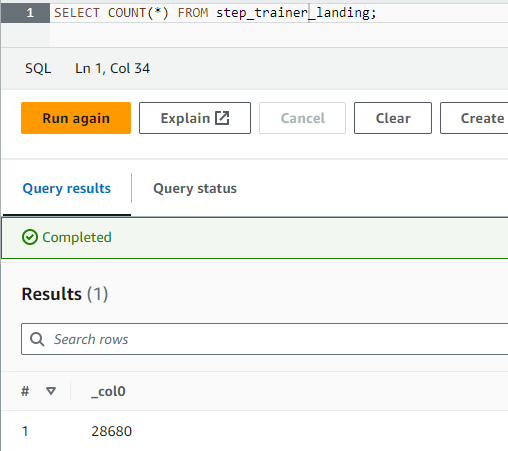 1 SELECT COUNT(*) FROM step_trainer_landing;
SQL Ln 1, Col 34
Run again Explain Cancel Clear Create
Query results Query status
Completed
Results (1)
Search rows
# _col0
1 28680